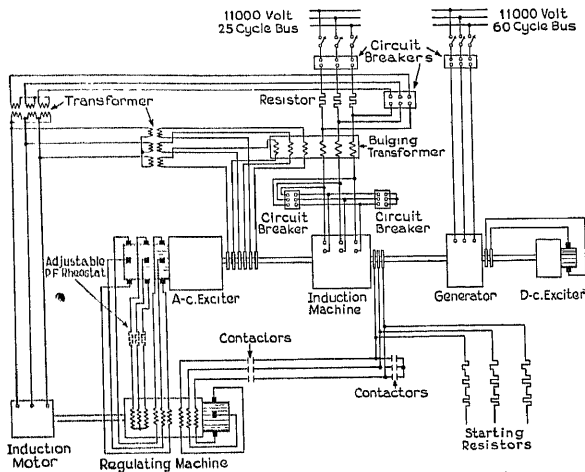 11000 Volt
25 Cycle Bus
11000 Volt
60 Cycle Bus
Circuit
Breakers
Transformer
Resistor
Bulging
Transformer
Circuit
Breaker
Circuit
Breaker
Adjustable
P.F. Rheostat
A-c. Exciter
Induction
Machine
Generator
D-c. Exciter
Contactors
Contactors
Induction
Motor
Regulating Machine
Starting
Resistors